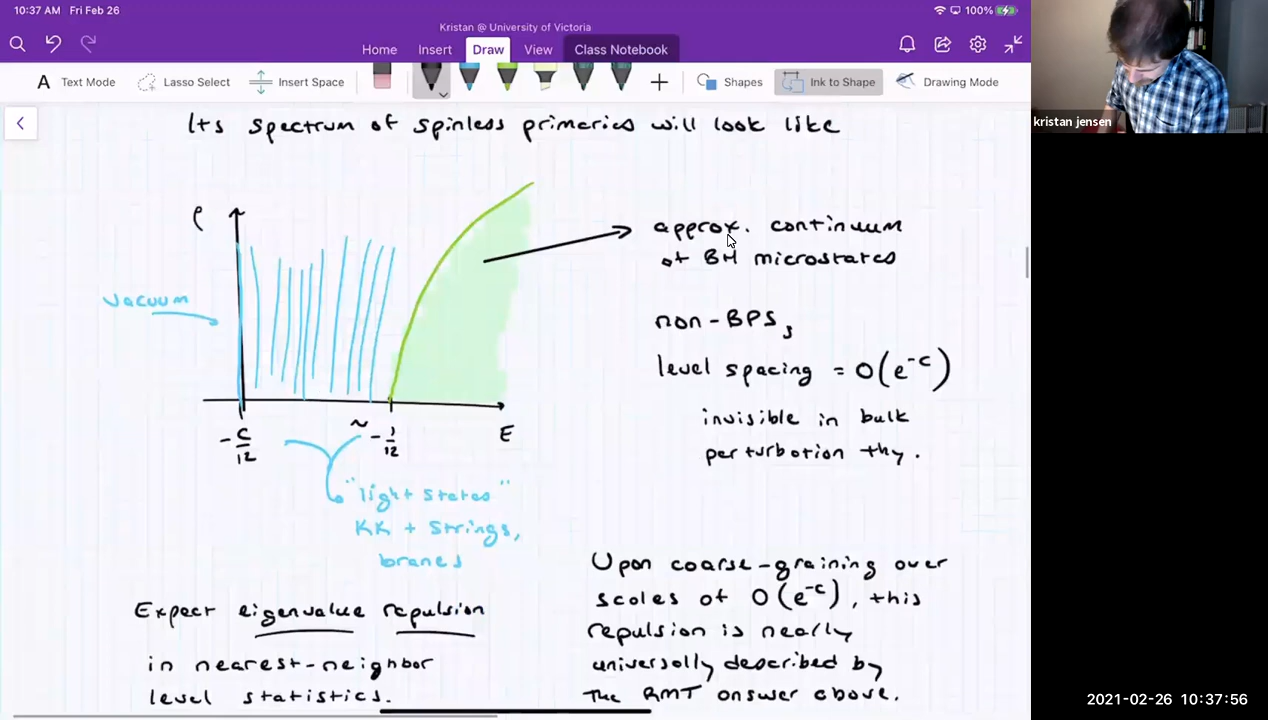 10:37 AM Fri Feb 26
100%
Kristan @ University of Victoria
Home Insert Draw View Class Notebook
Text Mode Lasso Select Insert Space Shapes Ink to Shape Drawing Mode
kristan jensen
Its spectrum of spinless primaries will look like
ρ
vacuum
approx. continuum
of BH microstates
non-BPS,
level spacing = O(e^{-c})
invisible in bulk
perturbation thy.
-c/12
~ -1/12
E
"light states"
KK + strings,
branes
Expect eigenvalue repulsion
in nearest-neighbor
level statistics.
Upon coarse-graining over
scales of O(e^{-c}), this
repulsion is nearly
universally described by
the RMT answer above.
2021-02-26 10:37:56